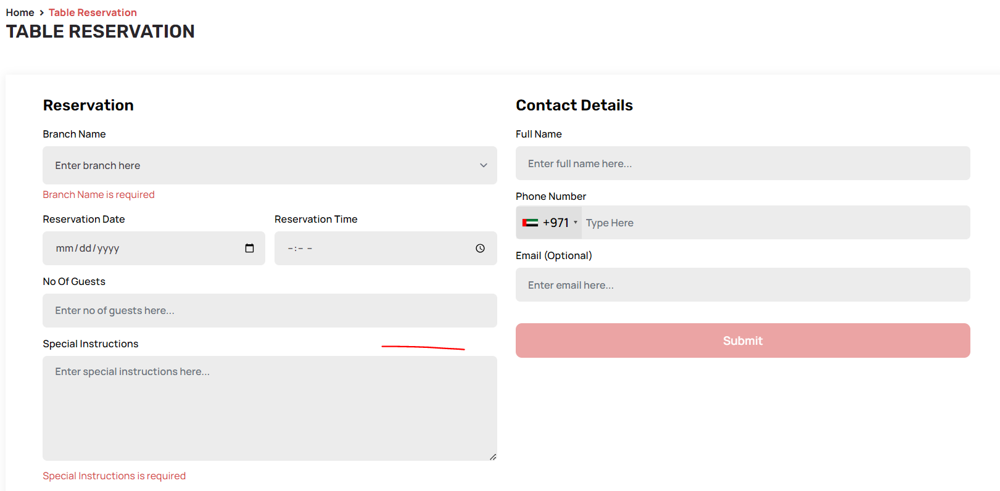 Home > Table Reservation
TABLE RESERVATION
Reservation
Branch Name
Enter branch here
Branch Name is required
Reservation Date
Reservation Time
mm/dd/yyyy
--:-- --
No Of Guests
Enter no of guests here...
Special Instructions
Enter special instructions here...
Special Instructions is required
Contact Details
Full Name
Enter full name here...
Phone Number
+971 Type Here
Email (Optional)
Enter email here...
Submit